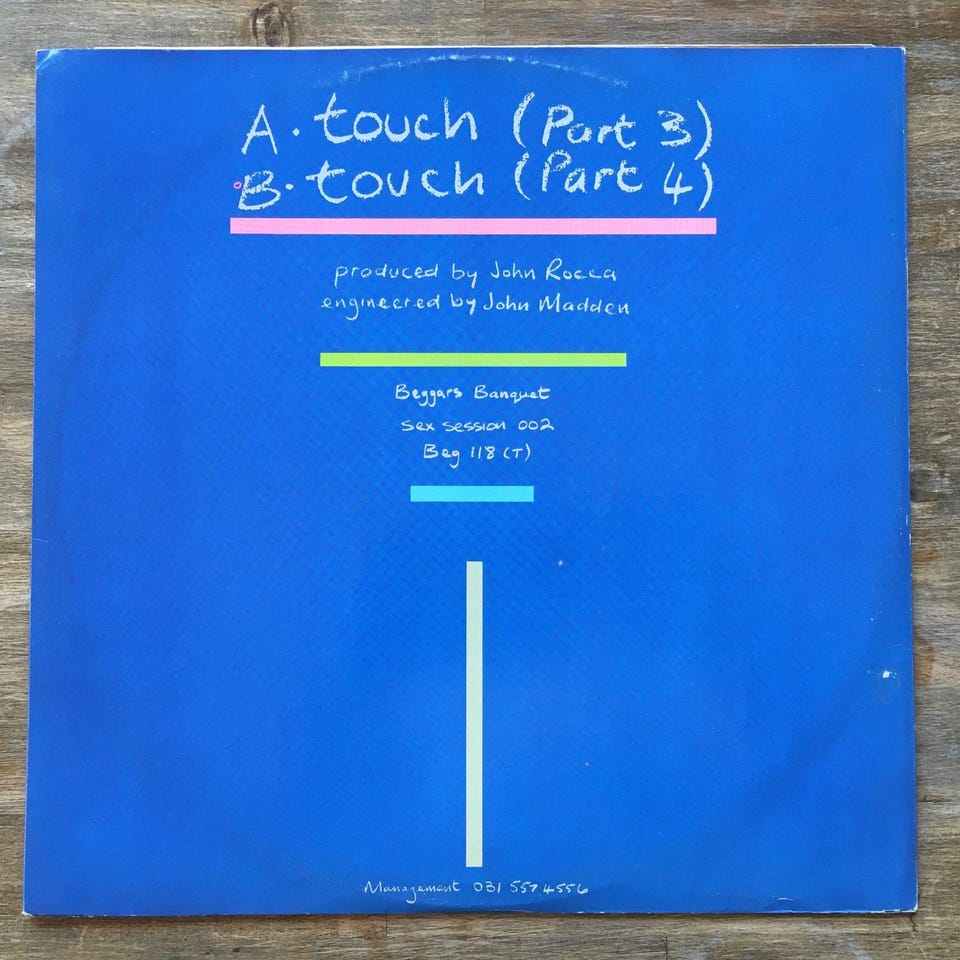 A. touch (Part 3)
B. touch (Part 4)
produced by John Rocca
engineered by John Madden
Beggars Banquet
sex session 002
Beg 118 (T)
Management 031 557 4556